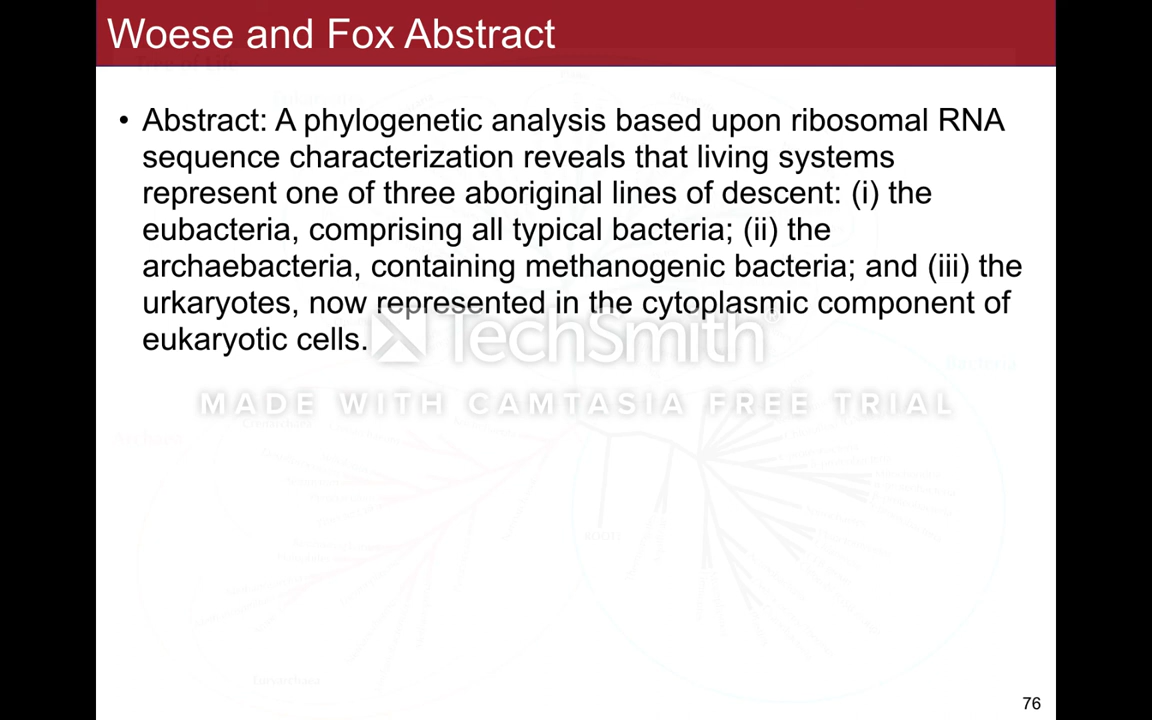 Woese and Fox Abstract
• Abstract: A phylogenetic analysis based upon ribosomal RNA
sequence characterization reveals that living systems
represent one of three aboriginal lines of descent: (i) the
eubacteria, comprising all typical bacteria; (ii) the
archaebacteria, containing methanogenic bacteria; and (iii) the
urkaryotes, now represented in the cytoplasmic component of
eukaryotic cells.
TechSmith®
Bacteria
MADE WITH CAMTASIA FREE TRIAL
76